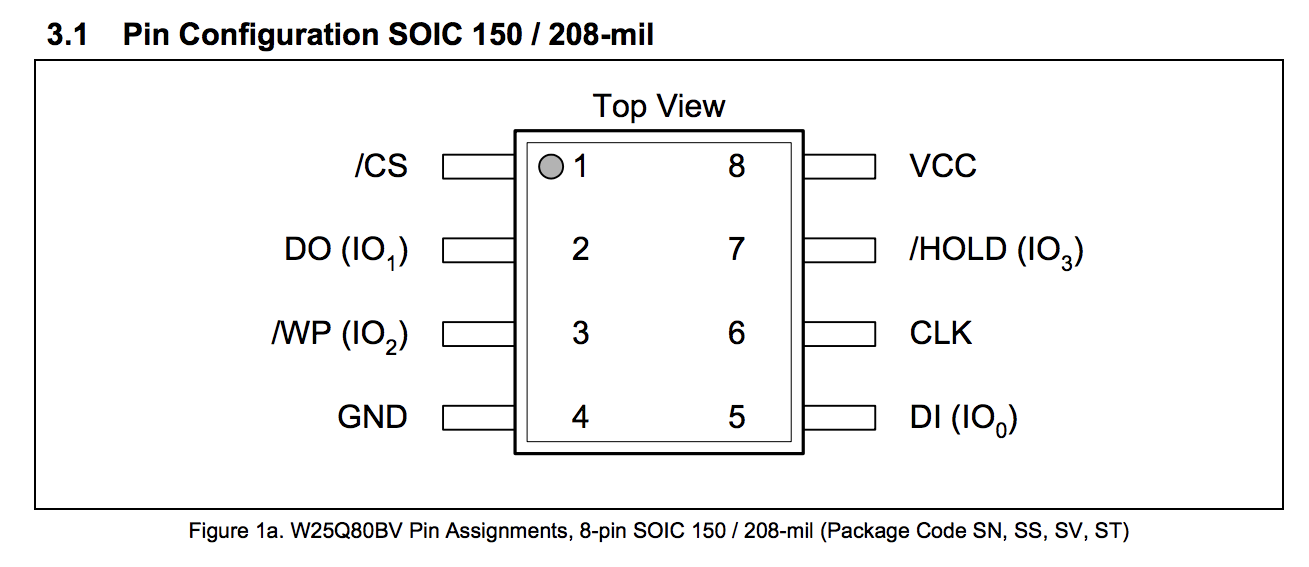 3.1 Pin Configuration SOIC 150 / 208-mil
Top View
/CS 1 8 VCC
DO (IO1) 2 7 /HOLD (IO3)
/WP (IO2) 3 6 CLK
GND 4 5 DI (IO0)
Figure 1a. W25Q80BV Pin Assignments, 8-pin SOIC 150 / 208-mil (Package Code SN, SS, SV, ST)